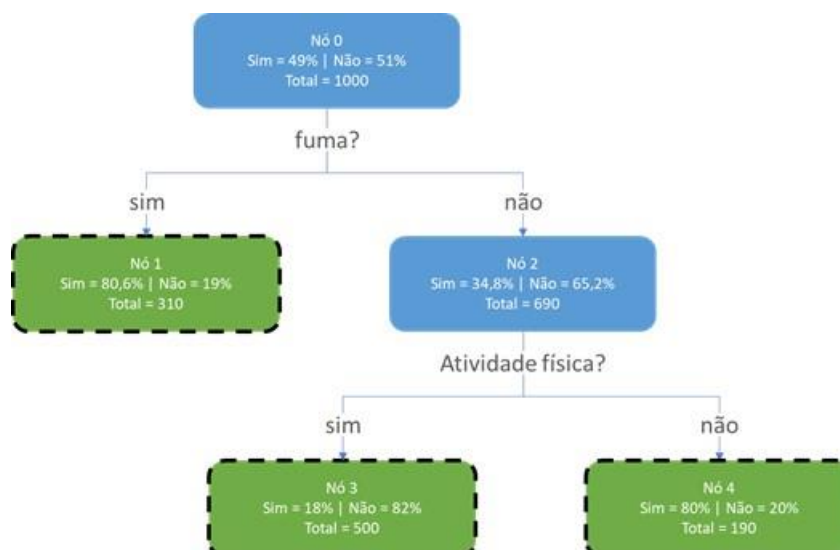 Nó 0
Sim = 49% | Não = 51%
Total = 1000
fuma?
sim
não
Nó 1
Sim = 80,6% | Não = 19%
Total = 310
Nó 2
Sim = 34,8% | Não = 65,2%
Total = 690
Atividade física?
sim
não
Nó 3
Sim = 18% | Não = 82%
Total = 500
Nó 4
Sim = 80% | Não = 20%
Total = 190